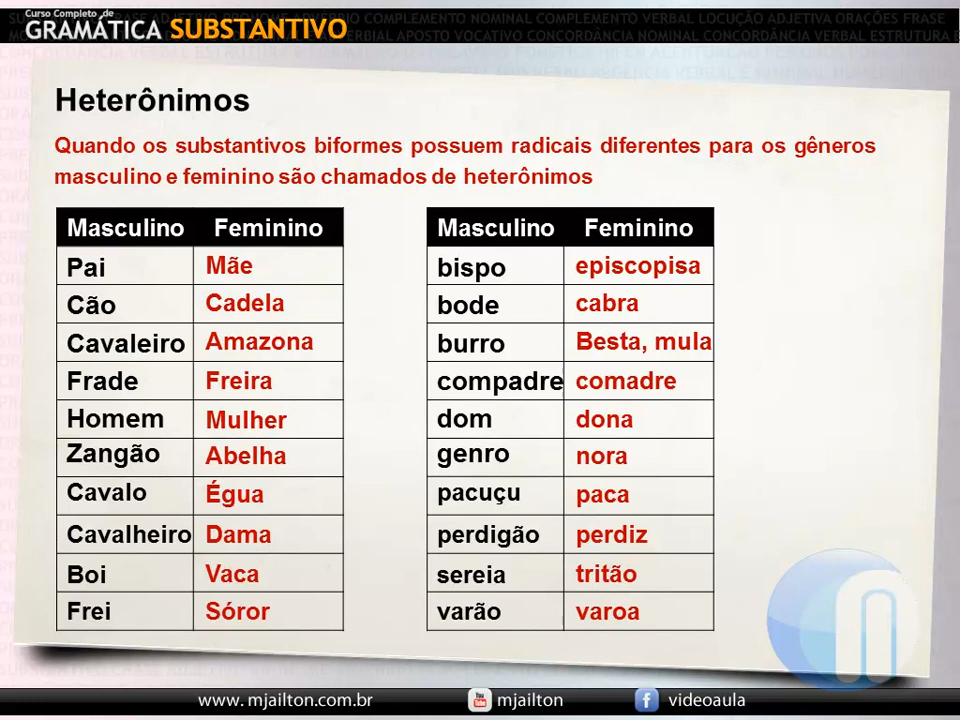 Curso Completo de
GRAMÁTICA SUBSTANTIVO
Heterônimos
Quando os substantivos biformes possuem radicais diferentes para os gêneros
masculino e feminino são chamados de heterônimos
Masculino Feminino
Pai Mãe
Cão Cadela
Cavaleiro Amazona
Frade Freira
Homem Mulher
Zangão Abelha
Cavalo Égua
Cavalheiro Dama
Boi Vaca
Frei Sóror
Masculino Feminino
bispo episcopisa
bode cabra
burro Besta, mula
compadre comadre
dom dona
genro nora
pacuçu paca
perdigão perdiz
sereia tritão
varão varoa
www. mjailton.com.br mjailton videoaula